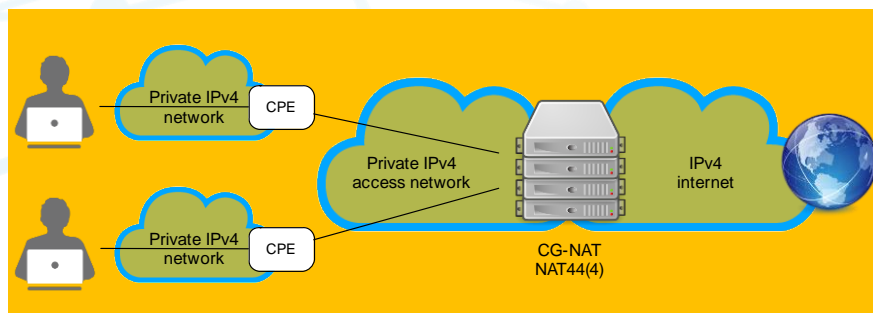 Private IPv4
network
CPE
Private IPv4
access network
IPv4
internet
Private IPv4
network
CPE
CG-NAT
NAT44(4)